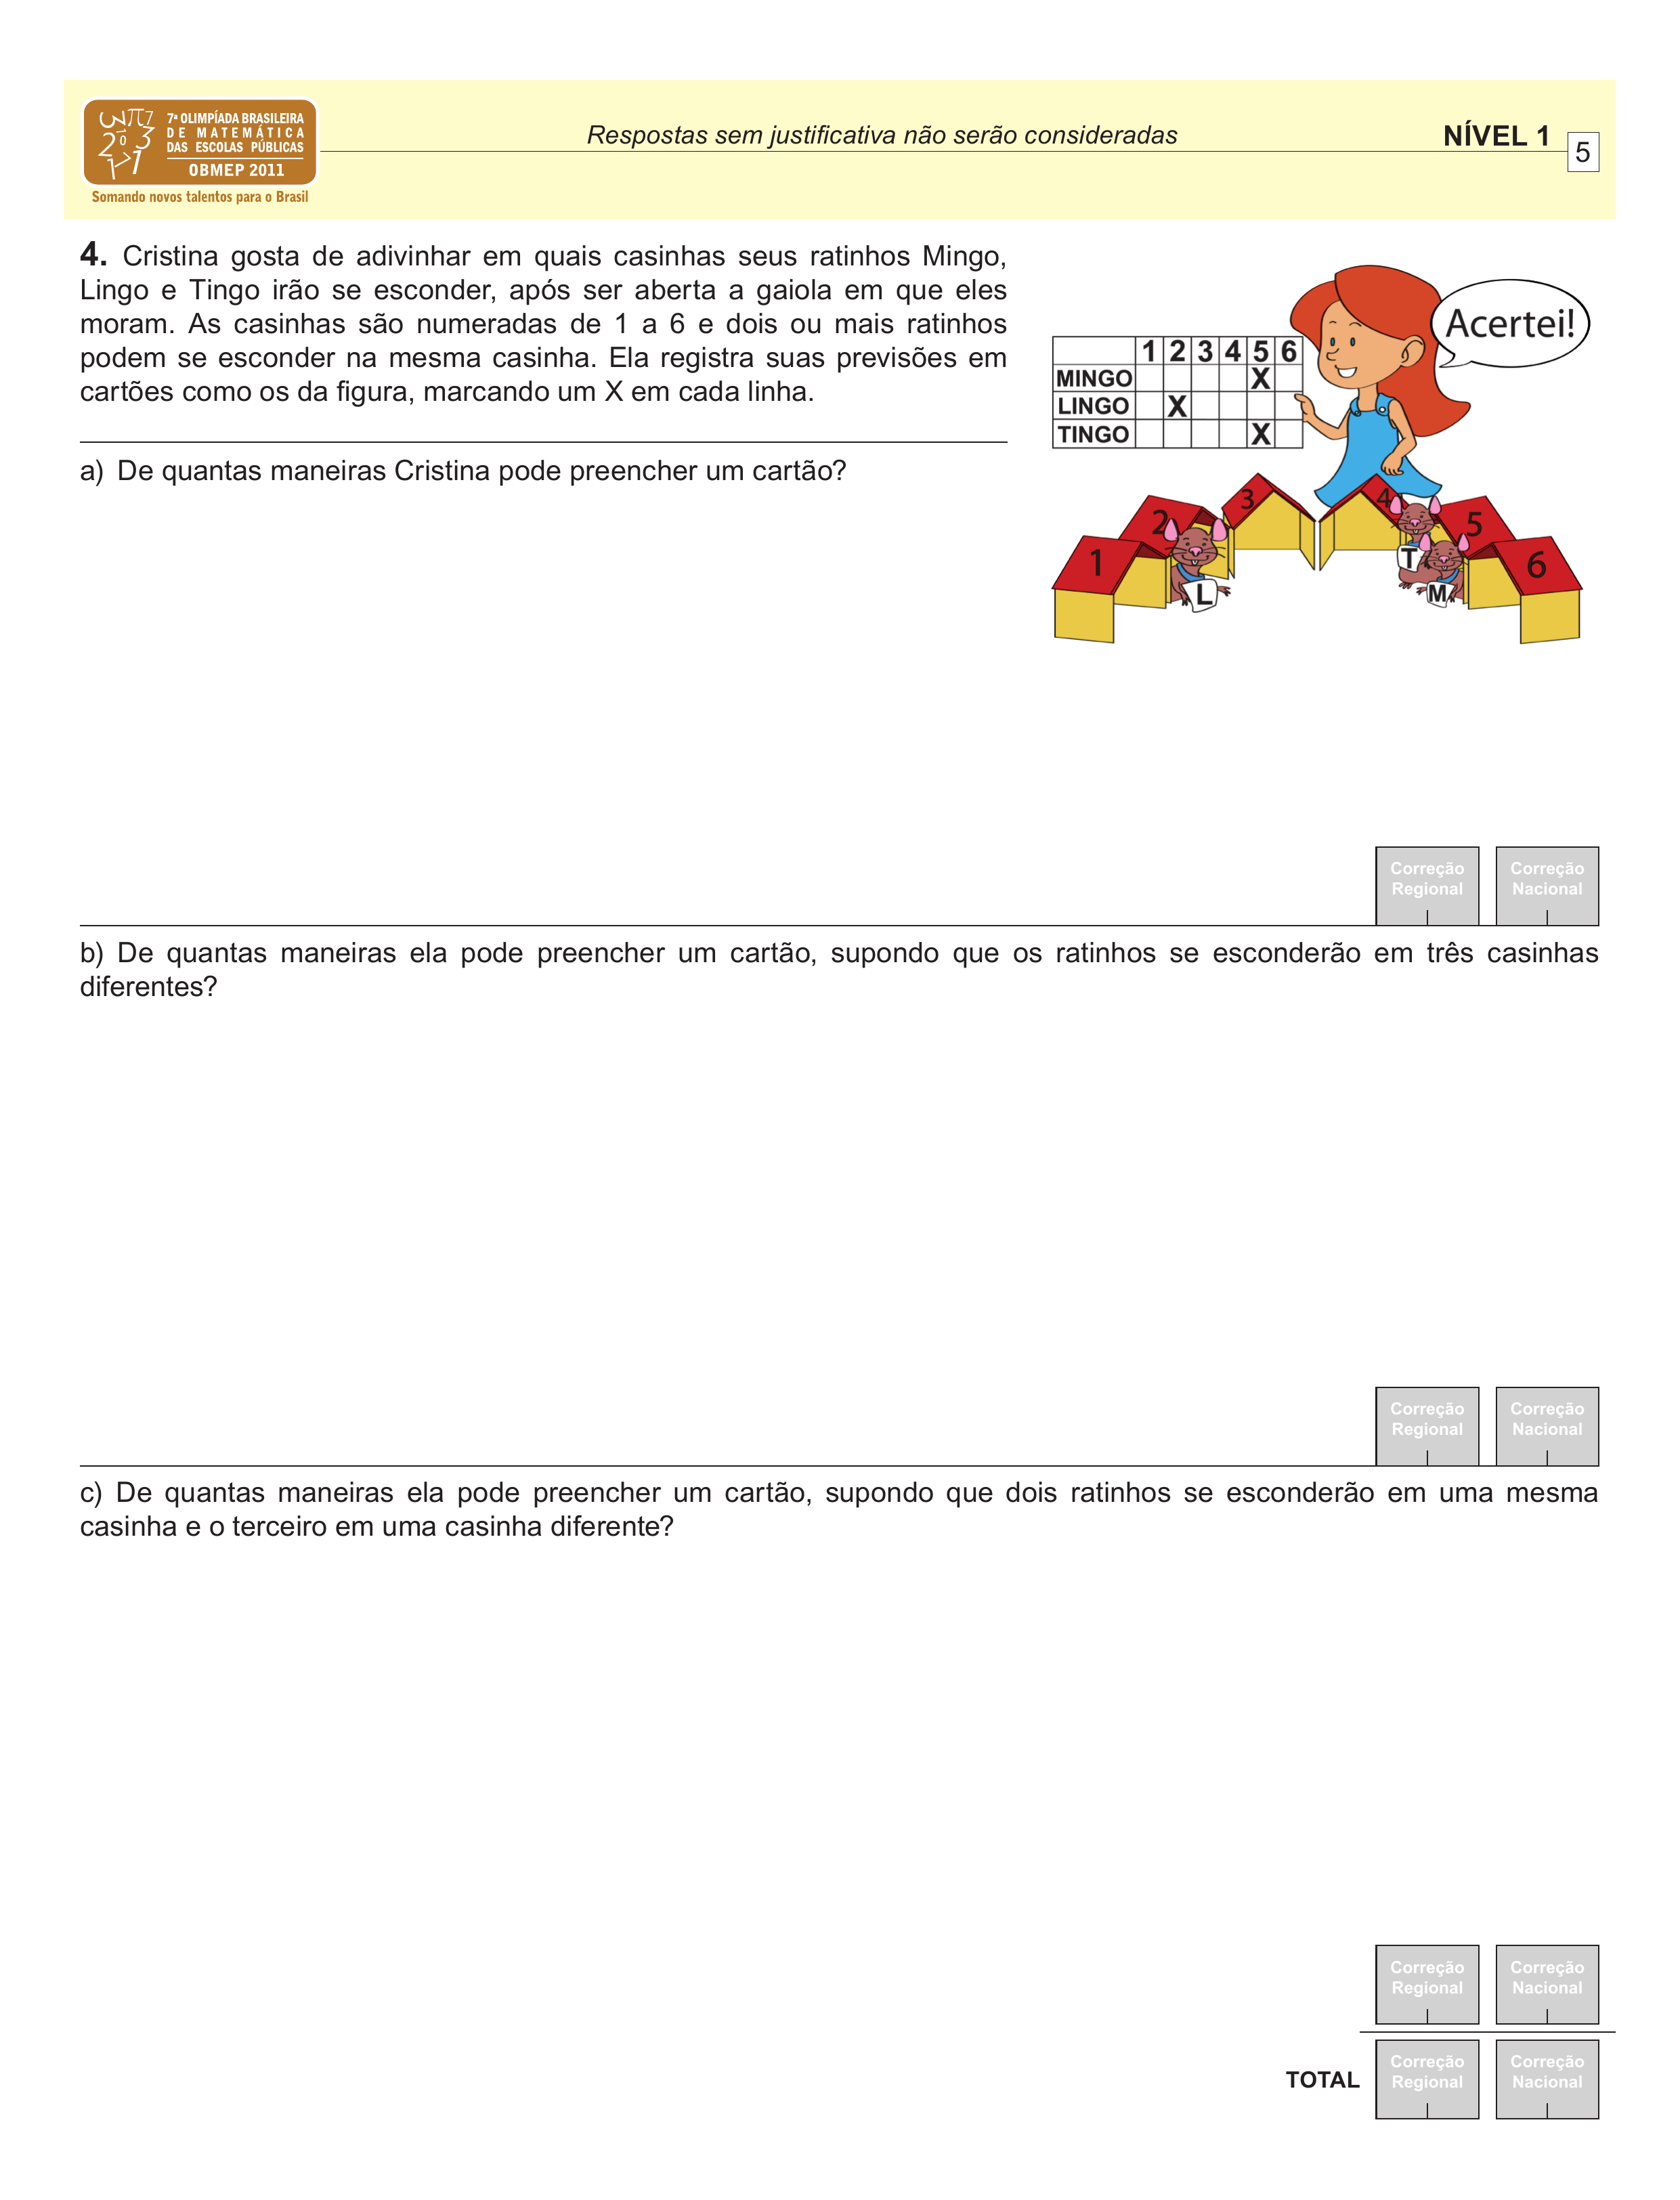 7ª OLIMPÍADA BRASILEIRA
DE MATEMÁTICA
DAS ESCOLAS PÚBLICAS
OBMEP 2011
Somando novos talentos para o Brasil
Respostas sem justificativa não serão consideradas
NÍVEL 1
5
4. Cristina gosta de adivinhar em quais casinhas seus ratinhos Mingo,
Lingo e Tingo irão se esconder, após ser aberta a gaiola em que eles
moram. As casinhas são numeradas de 1 a 6 e dois ou mais ratinhos
podem se esconder na mesma casinha. Ela registra suas previsões em
cartões como os da figura, marcando um X em cada linha.
Acertei!
1 2 3 4 5 6
MINGO X
LINGO X
TINGO X
1
2
3
4
5
6
L
T
M
a) De quantas maneiras Cristina pode preencher um cartão?
Correção Regional
Correção Nacional
b) De quantas maneiras ela pode preencher um cartão, supondo que os ratinhos se esconderão em três casinhas
diferentes?
Correção Regional
Correção Nacional
c) De quantas maneiras ela pode preencher um cartão, supondo que dois ratinhos se esconderão em uma mesma
casinha e o terceiro em uma casinha diferente?
Correção Regional
Correção Nacional
TOTAL
Correção Regional
Correção Nacional